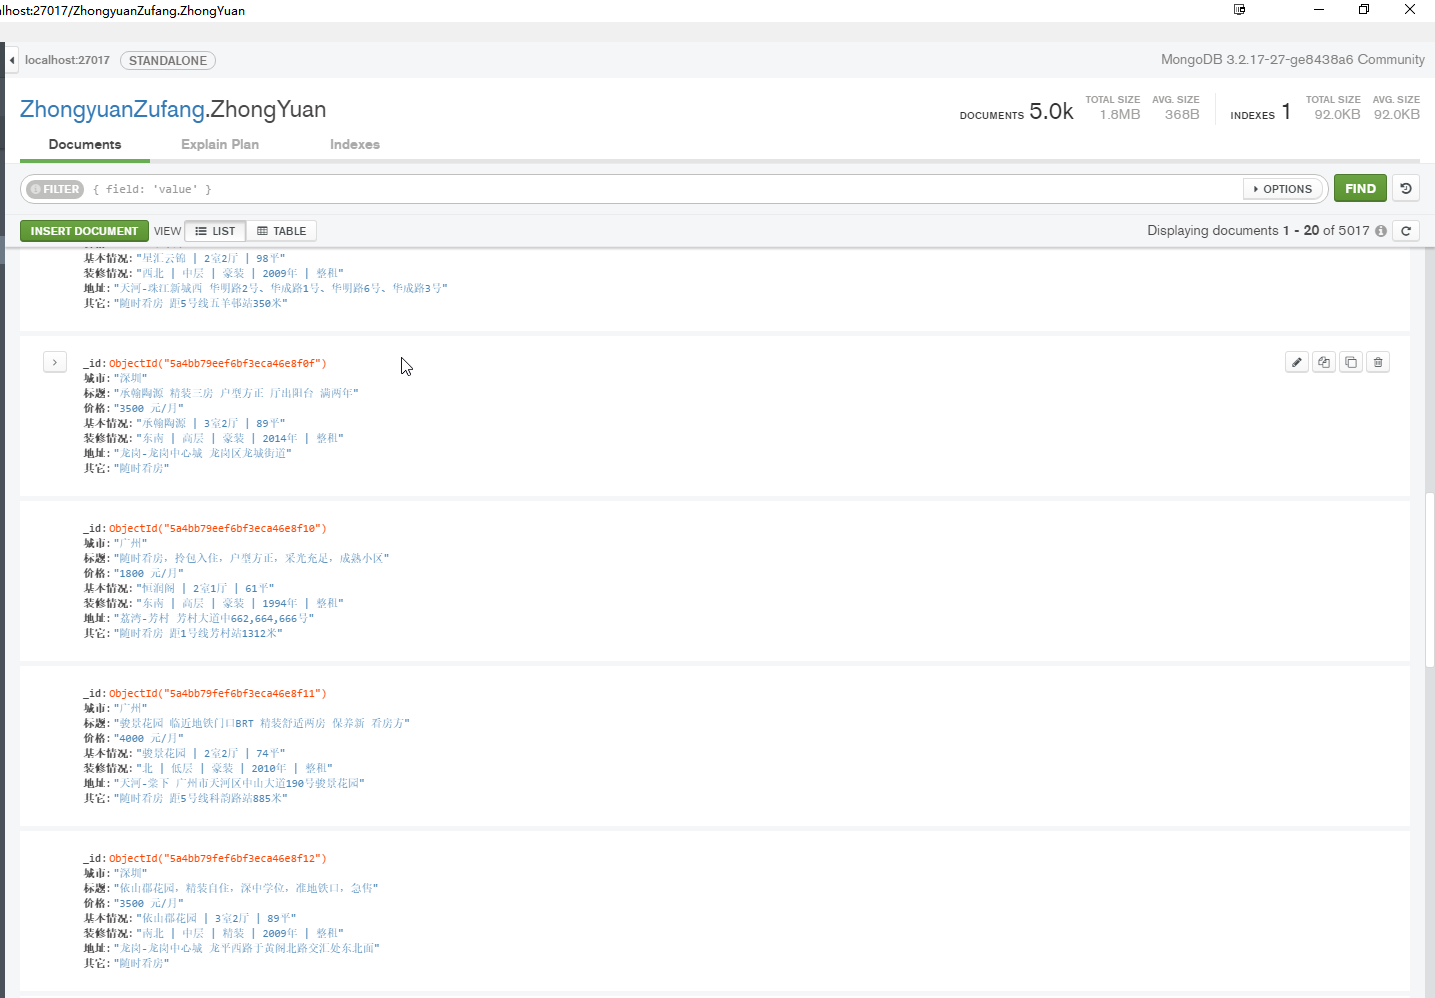 lhost:27017/ZhongyuanZufang.ZhongYuan
localhost:27017 STANDALONE MongoDB 3.2.17-27-ge8438a6 Community
ZhongyuanZufang.ZhongYuan
DOCUMENTS 5.0k TOTAL SIZE 1.8MB AVG. SIZE 368B INDEXES 1 TOTAL SIZE 92.0KB AVG. SIZE 92.0KB
Documents Explain Plan Indexes
FILTER { field: 'value' } OPTIONS FIND
INSERT DOCUMENT VIEW LIST TABLE Displaying documents 1 - 20 of 5017
基本情况:"星汇云锦 | 2室2厅 | 98平"
装修情况:"西北 | 中层 | 豪装 | 2009年 | 整租"
地址:"天河-珠江新城西 华明路2号、华成路1号、华明路6号、华成路3号"
其它:"随时看房 距5号线五羊邨站350米"
_id:ObjectId("5a4bb79eef6bf3eca46e8f0f")
城市:"深圳"
标题:"承翰陶源 精装三房 户型方正 厅出阳台 满两年"
价格:"3500 元/月"
基本情况:"承翰陶源 | 3室2厅 | 89平"
装修情况:"东南 | 高层 | 豪装 | 2014年 | 整租"
地址:"龙岗-龙岗中心城 龙岗区龙城街道"
其它:"随时看房"
_id:ObjectId("5a4bb79eef6bf3eca46e8f10")
城市:"广州"
标题:"随时看房，拎包入住，户型方正，采光充足，成熟小区"
价格:"1800 元/月"
基本情况:"恒润阁 | 2室1厅 | 61平"
装修情况:"东南 | 高层 | 豪装 | 1994年 | 整租"
地址:"荔湾-芳村 芳村大道中662,664,666号"
其它:"随时看房 距1号线芳村站1312米"
_id:ObjectId("5a4bb79fef6bf3eca46e8f11")
城市:"广州"
标题:"骏景花园 临近地铁门口BRT 精装舒适两房 保养新 看房方"
价格:"4000 元/月"
基本情况:"骏景花园 | 2室2厅 | 74平"
装修情况:"北 | 低层 | 豪装 | 2010年 | 整租"
地址:"天河-棠下 广州市天河区中山大道190号骏景花园"
其它:"随时看房 距5号线科韵路站885米"
_id:ObjectId("5a4bb79fef6bf3eca46e8f12")
城市:"深圳"
标题:"依山郡花园，精装自住，深中学位，准地铁口，急售"
价格:"3500 元/月"
基本情况:"依山郡花园 | 3室2厅 | 89平"
装修情况:"南北 | 中层 | 精装 | 2009年 | 整租"
地址:"龙岗-龙岗中心城 龙平西路于黄阁北路交汇处东北面"
其它:"随时看房"